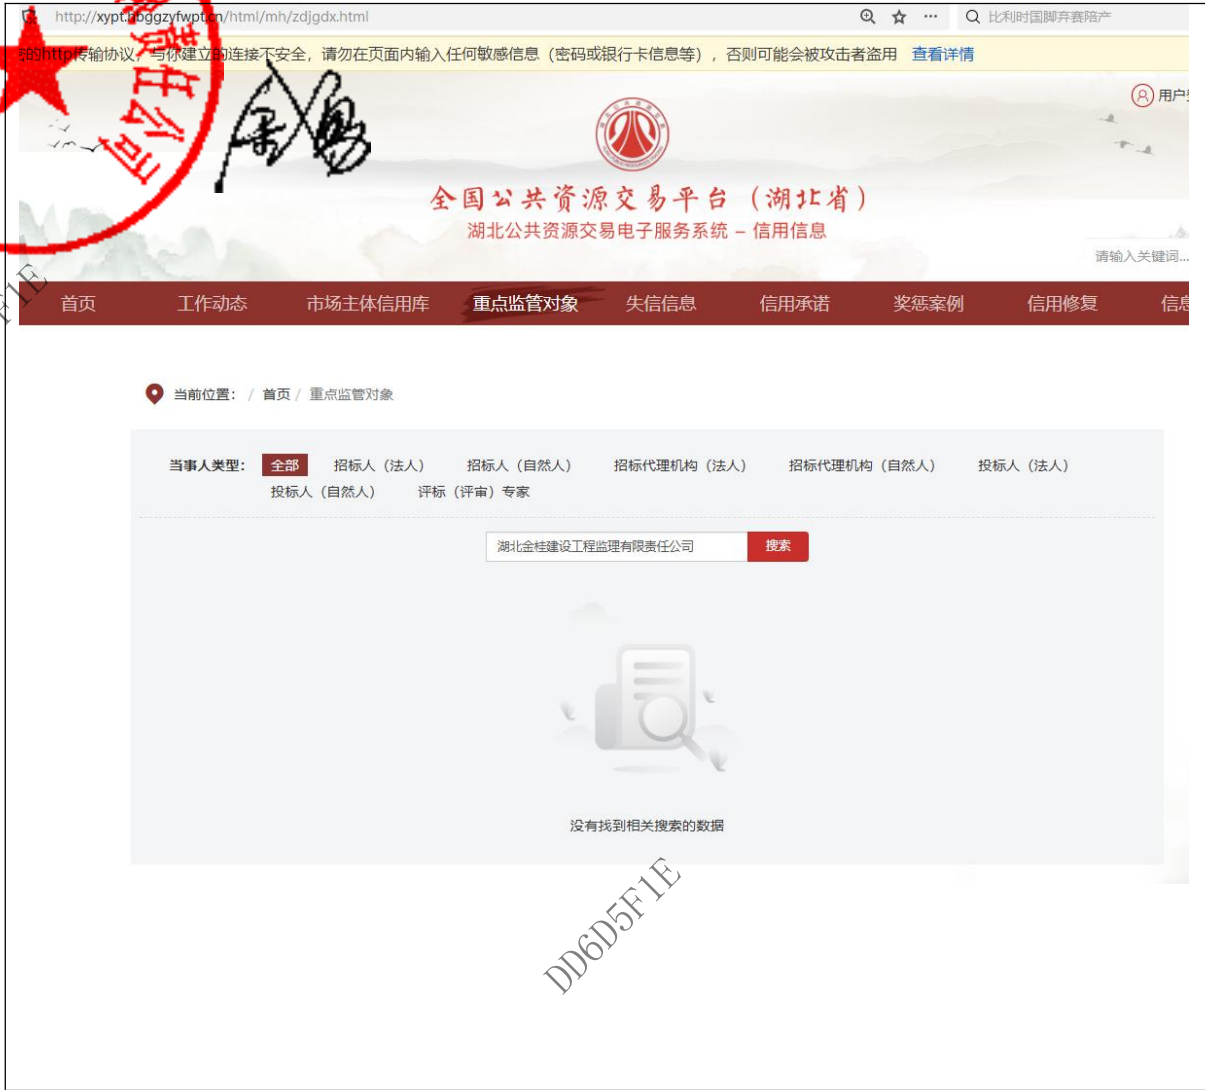 http://xypt.hbggzyfwpt.cn/html/mh/zdjgdx.html
比利时国脚弃赛陪产
的http传输协议，与你建立的连接不安全，请勿在页面内输入任何敏感信息（密码或银行卡信息等），否则可能会被攻击者盗用 查看详情
责任公司
用户
全国公共资源交易平台（湖北省）
湖北公共资源交易电子服务系统 – 信用信息
请输入关键词...
F1E
首页 工作动态 市场主体信用库 重点监管对象 失信信息 信用承诺 奖惩案例 信用修复 信息
当前位置： / 首页 / 重点监管对象
当事人类型： 全部 招标人（法人） 招标人（自然人） 招标代理机构（法人） 招标代理机构（自然人） 投标人（法人）
投标人（自然人） 评标（评审）专家
湖北金桂建设工程监理有限责任公司 搜索
没有找到相关搜索的数据
DD6D5F1E